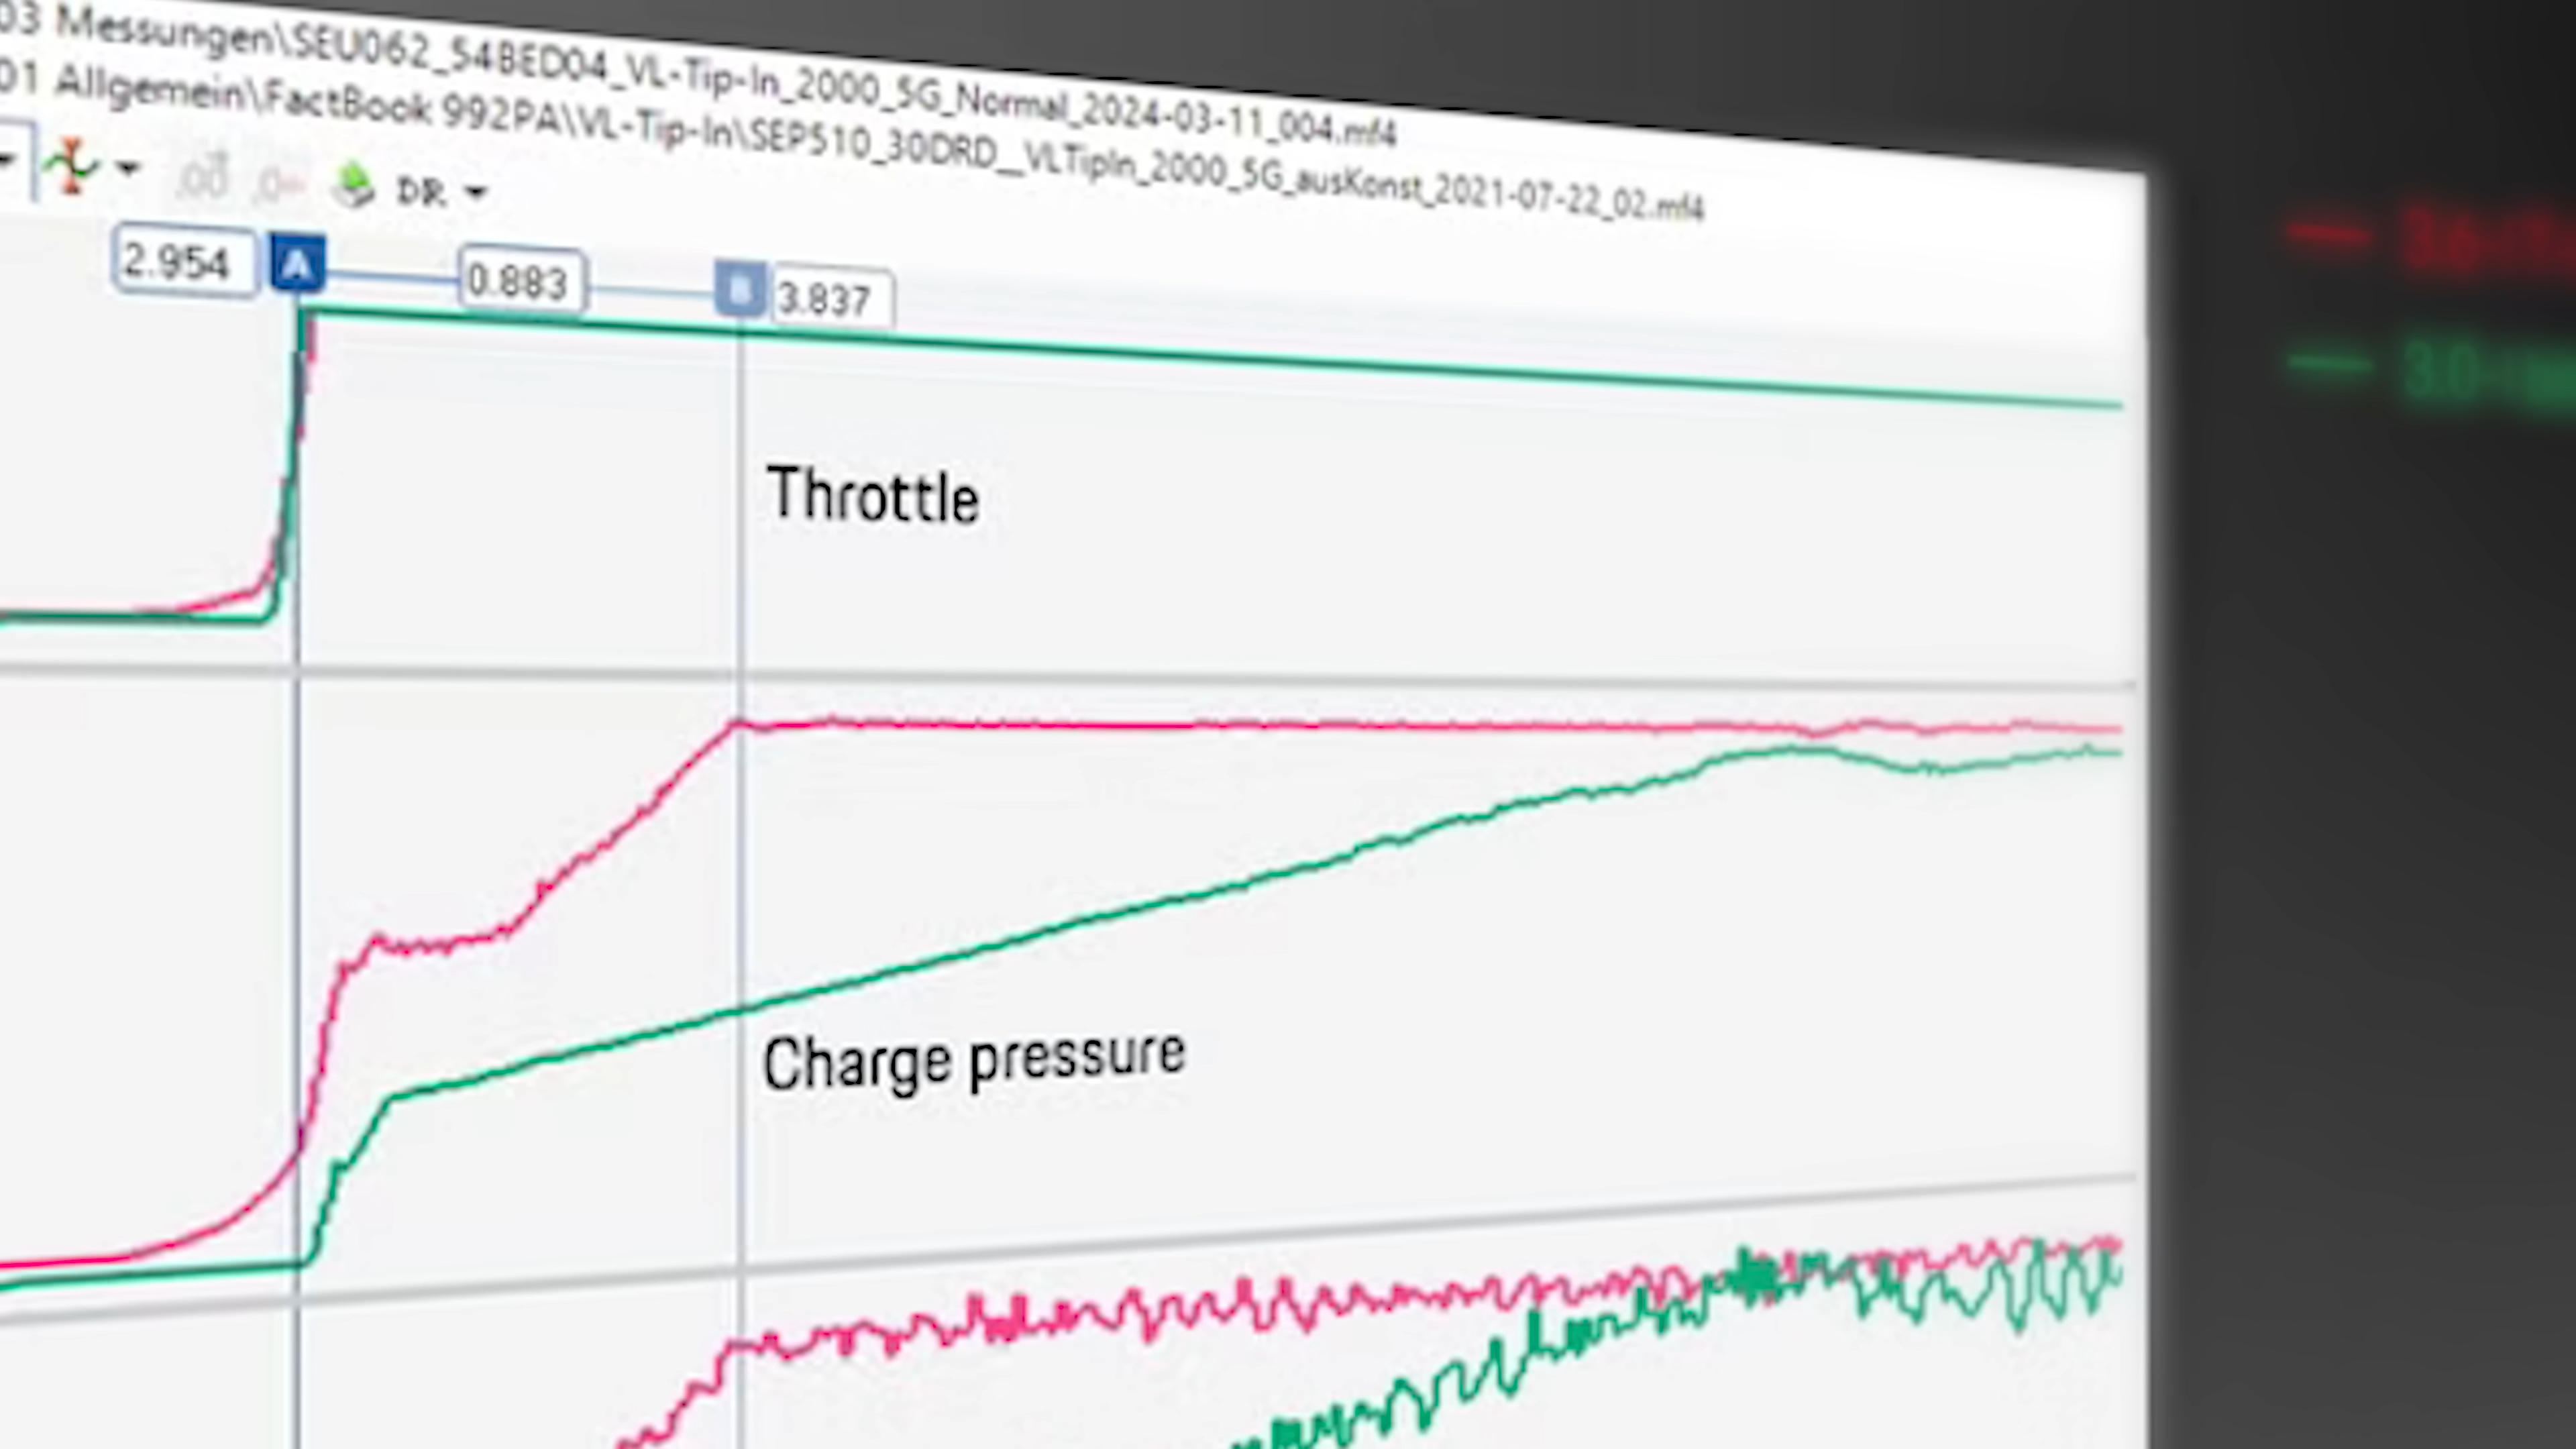 03 Messungen\SEU062_54BED04_VL-Tip-In_2000_5G_Normal_2024-03-11_004.mf4
01 Allgemein\FactBook 992PA\VL-Tip-In\SEP510_30DRD__VLTipIn_2000_5G_ausKonst_2021-07-22_02.mf4
DR
2.954 A 0.883 B 3.837
Throttle
Charge pressure